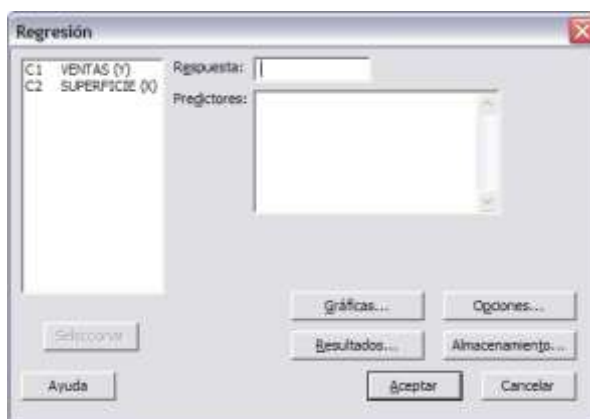 Regresión
C1 VENTAS (Y)
C2 SUPERFICIE (X)
Respuesta:
Predictores:
Gráficas...
Opciones...
Seleccionar
Resultados...
Almacenamiento...
Ayuda
Aceptar
Cancelar